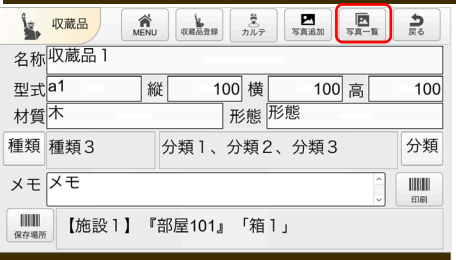 収蔵品 MENU 収蔵品登録 カルテ 写真追加 写真一覧 戻る
名称 収蔵品1
型式 a1 縦 100 横 100 高 100
材質 木 形態 形態
種類 種類3 分類1、分類2、分類3 分類
メモ メモ 印刷
保存場所 【施設1】『部屋101』「箱1」